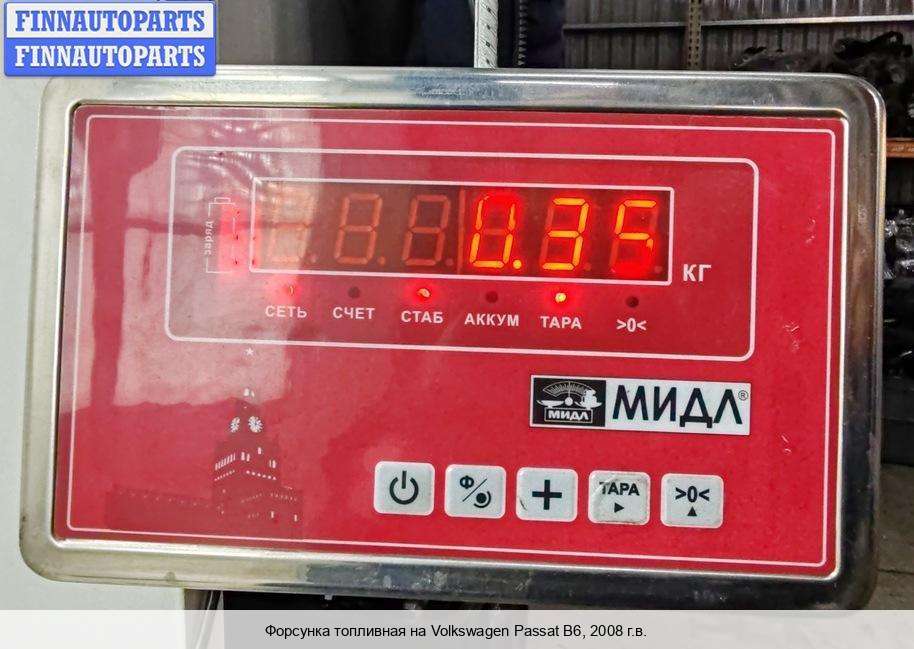 FINNAUTOPARTS
FINNAUTOPARTS
заряд
0.35
КГ
СЕТЬ СЧЕТ СТАБ АККУМ ТАРА >0<
МИДЛ МИДЛ®
Ф ТАРА >0<
Форсунка топливная на Volkswagen Passat B6, 2008 г.в.